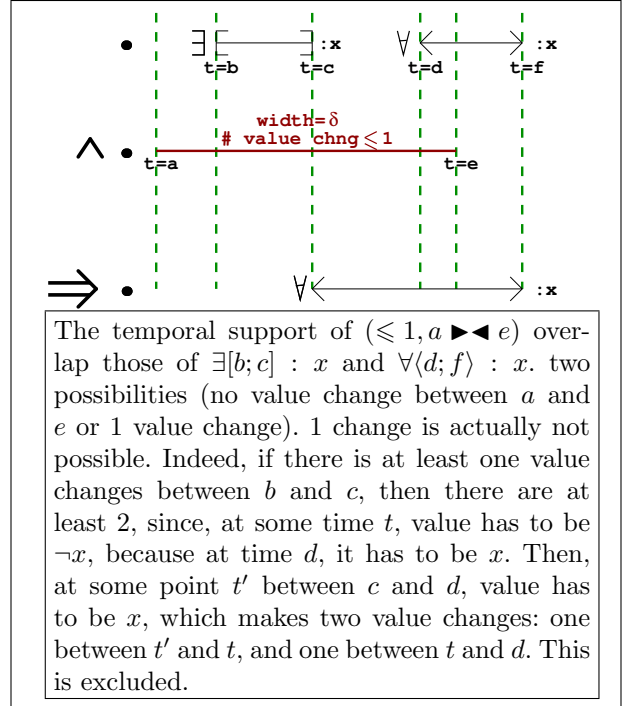 ∃ [ ] :x ∀ :x
t=b t=c t=d t=f
width=δ
# value chng ⩽ 1
∧ • t=a t=e
⇒ • ∀ :x
The temporal support of (⩽ 1, a ►◄ e) over-
lap those of ∃[b; c] : x and ∀⟨d; f⟩ : x. two
possibilities (no value change between a and
e or 1 value change). 1 change is actually not
possible. Indeed, if there is at least one value
changes between b and c, then there are at
least 2, since, at some time t, value has to be
¬x, because at time d, it has to be x. Then,
at some point t′ between c and d, value has
to be x, which makes two value changes: one
between t′ and t, and one between t and d. This
is excluded.